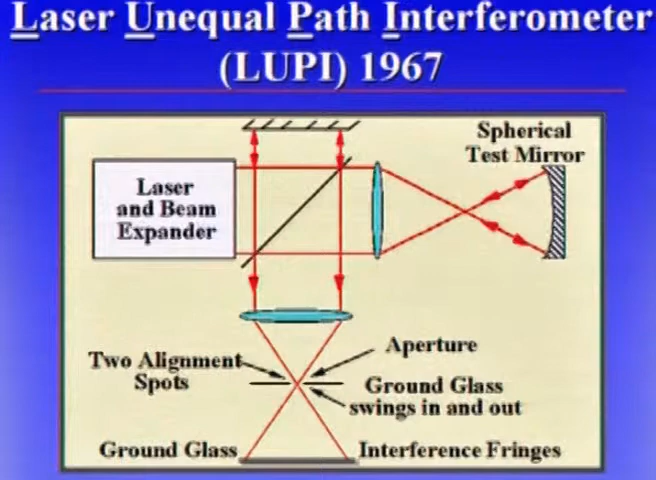 Laser Unequal Path Interferometer
(LUPI) 1967
Spherical
Test Mirror
Laser
and Beam
Expander
Aperture
Two Alignment
Spots
Ground Glass
swings in and out
Ground Glass
Interference Fringes